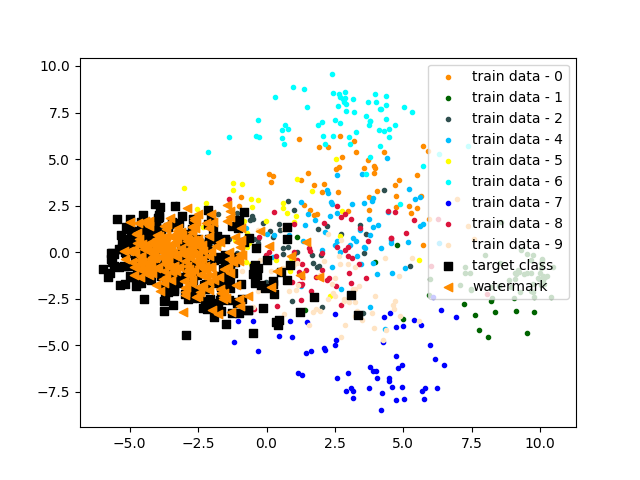 10.0
7.5
5.0
2.5
0.0
−2.5
−5.0
−7.5
−5.0
−2.5
0.0
2.5
5.0
7.5
10.0
train data - 0
train data - 1
train data - 2
train data - 4
train data - 5
train data - 6
train data - 7
train data - 8
train data - 9
target class
watermark